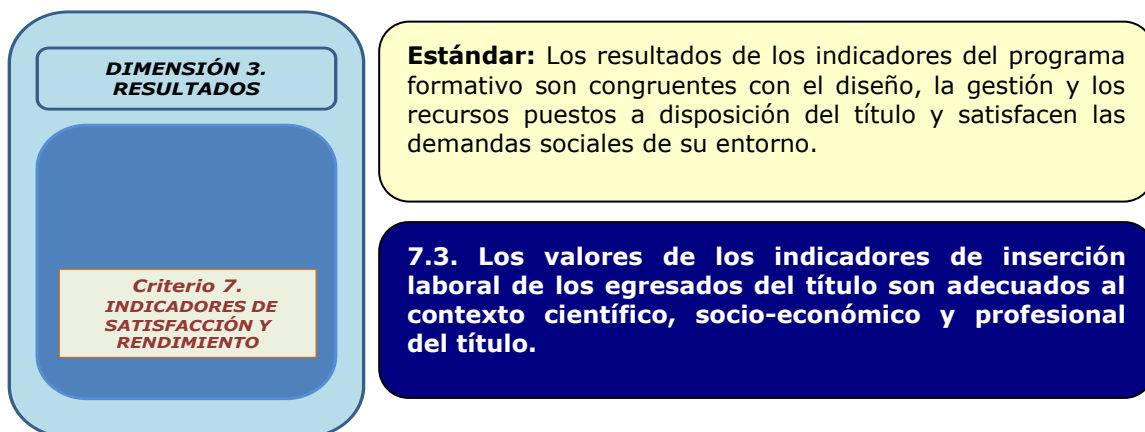 DIMENSIÓN 3.
RESULTADOS
Criterio 7.
INDICADORES DE
SATISFACCIÓN Y
RENDIMIENTO
Estándar: Los resultados de los indicadores del programa
formativo son congruentes con el diseño, la gestión y los
recursos puestos a disposición del título y satisfacen las
demandas sociales de su entorno.
7.3. Los valores de los indicadores de inserción
laboral de los egresados del título son adecuados al
contexto científico, socio-económico y profesional
del título.